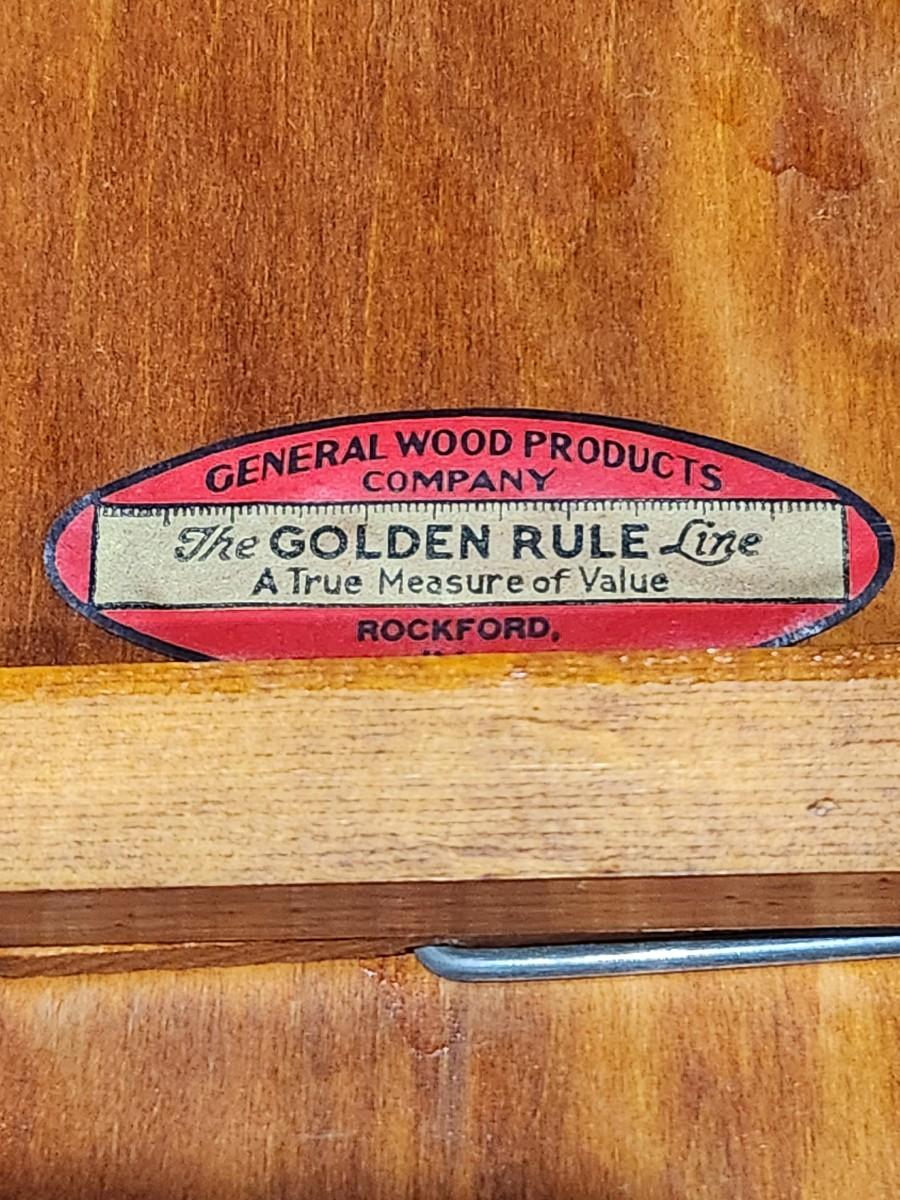 GENERAL WOOD PRODUCTS
COMPANY
The GOLDEN RULE Line
A True Measure of Value
ROCKFORD,